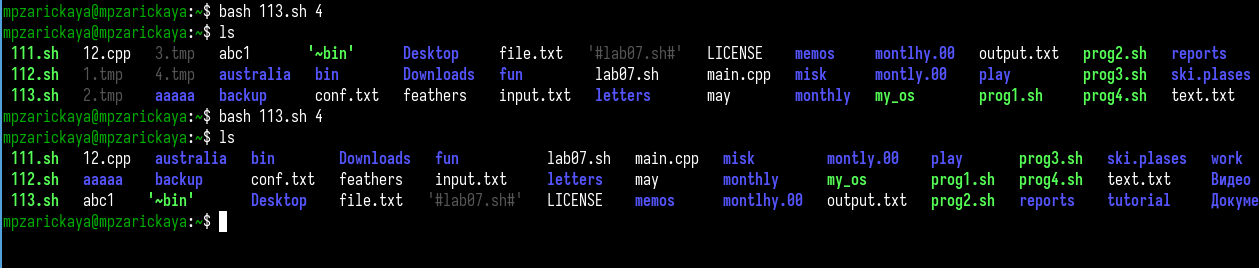 mpzarickaya@mpzarickaya:~$ bash 113.sh 4
mpzarickaya@mpzarickaya:~$ ls
111.sh 12.cpp 3.tmp abc1 '~bin' Desktop file.txt '#lab07.sh#' LICENSE memos montlhy.00 output.txt prog2.sh reports
112.sh 1.tmp 4.tmp australia bin Downloads fun lab07.sh main.cpp misk montly.00 play prog3.sh ski.plases
113.sh 2.tmp aaaaa backup conf.txt feathers input.txt letters may monthly my_os prog1.sh prog4.sh text.txt
mpzarickaya@mpzarickaya:~$ bash 113.sh 4
mpzarickaya@mpzarickaya:~$ ls
111.sh 12.cpp australia bin Downloads fun lab07.sh main.cpp misk montly.00 play prog3.sh ski.plases work
112.sh aaaaa backup conf.txt feathers input.txt letters may monthly my_os prog1.sh prog4.sh text.txt Видео
113.sh abc1 '~bin' Desktop file.txt '#lab07.sh#' LICENSE memos montlhy.00 output.txt prog2.sh reports tutorial Докуме
mpzarickaya@mpzarickaya:~$